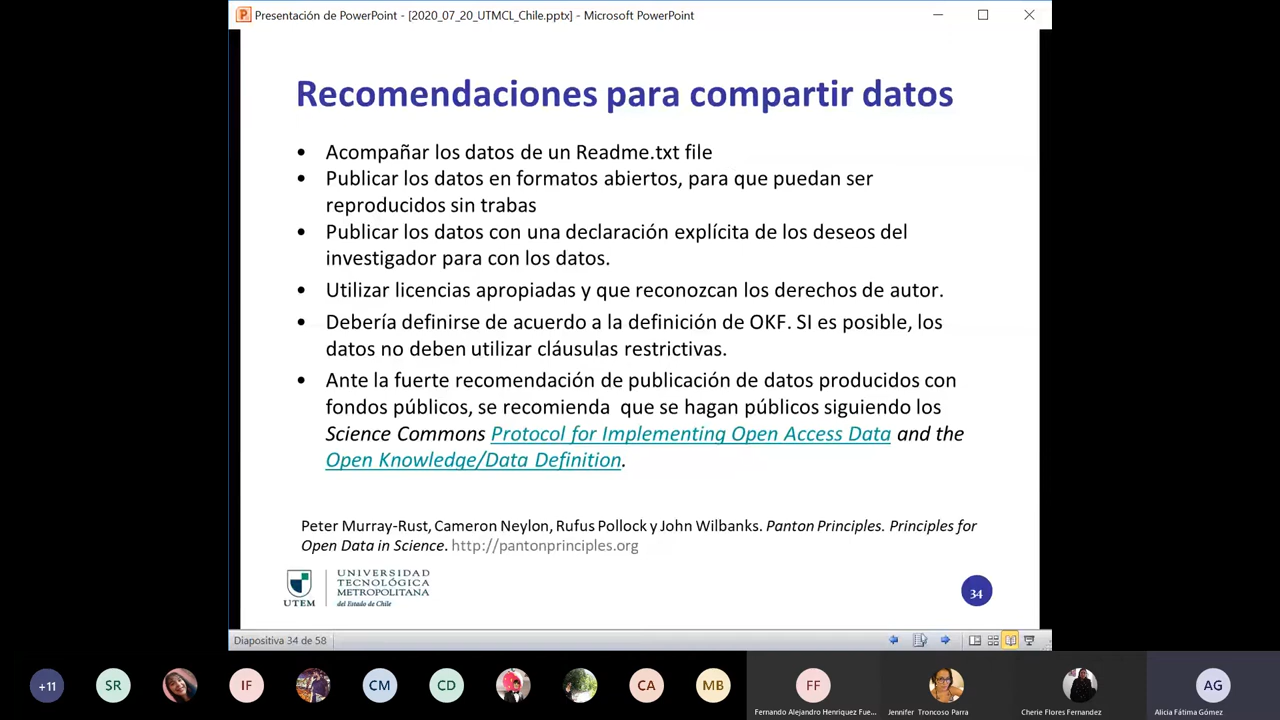 Presentación de PowerPoint - [2020_07_20_UTMCL_Chile.pptx] - Microsoft PowerPoint
Recomendaciones para compartir datos
• Acompañar los datos de un Readme.txt file
• Publicar los datos en formatos abiertos, para que puedan ser
reproducidos sin trabas
• Publicar los datos con una declaración explícita de los deseos del
investigador para con los datos.
• Utilizar licencias apropiadas y que reconozcan los derechos de autor.
• Debería definirse de acuerdo a la definición de OKF. SI es posible, los
datos no deben utilizar cláusulas restrictivas.
• Ante la fuerte recomendación de publicación de datos producidos con
fondos públicos, se recomienda que se hagan públicos siguiendo los
Science Commons Protocol for Implementing Open Access Data and the
Open Knowledge/Data Definition.
Peter Murray-Rust, Cameron Neylon, Rufus Pollock y John Wilbanks. Panton Principles. Principles for
Open Data in Science. http://pantonprinciples.org
UTEM
UNIVERSIDAD
TECNOLÓGICA
METROPOLITANA
del Estado de Chile
34
Diapositiva 34 de 58
+11
SR
IF
CM
CD
CA
MB
FF
AG
Fernando Alejandro Henriquez Fue...
Jennifer Troncoso Parra
Cherie Flores Fernandez
Alicia Fátima Gómez